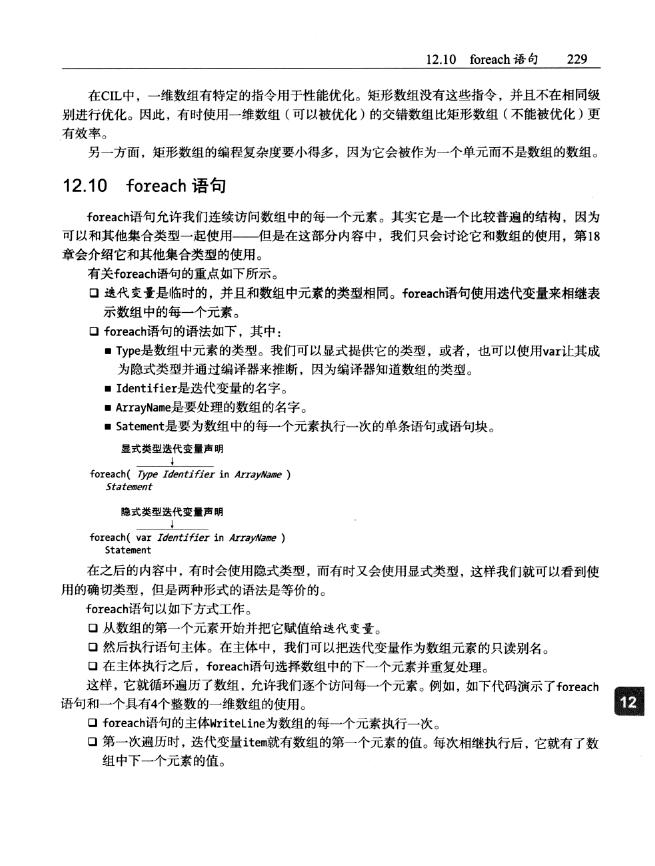 12.10 foreach 语句 229
在CIL中，一维数组有特定的指令用于性能优化。矩形数组没有这些指令，并且不在相同级
别进行优化。因此，有时使用一维数组（可以被优化）的交错数组比矩形数组（不能被优化）更
有效率。
另一方面，矩形数组的编程复杂度要小得多，因为它会被作为一个单元而不是数组的数组。
12.10 foreach 语句
foreach语句允许我们连续访问数组中的每一个元素。其实它是一个比较普遍的结构，因为
可以和其他集合类型一起使用——但是在这部分内容中，我们只会讨论它和数组的使用，第18
章会介绍它和其他集合类型的使用。
有关foreach语句的重点如下所示。
□ 迭代变量是临时的，并且和数组中元素的类型相同。foreach语句使用迭代变量来相继表
示数组中的每一个元素。
□ foreach语句的语法如下，其中：
■ Type是数组中元素的类型。我们可以显式提供它的类型，或者，也可以使用var让其成
为隐式类型并通过编译器来推断，因为编译器知道数组的类型。
■ Identifier是迭代变量的名字。
■ ArrayName是要处理的数组的名字。
■ Satement是要为数组中的每一个元素执行一次的单条语句或语句块。
显式类型迭代变量声明
↓
foreach( Type Identifier in ArrayName )
Statement
隐式类型迭代变量声明
↓
foreach( var Identifier in ArrayName )
Statement
在之后的内容中，有时会使用隐式类型，而有时又会使用显式类型，这样我们就可以看到使
用的确切类型，但是两种形式的语法是等价的。
foreach语句以如下方式工作。
□ 从数组的第一个元素开始并把它赋值给迭代变量。
□ 然后执行语句主体。在主体中，我们可以把迭代变量作为数组元素的只读别名。
□ 在主体执行之后，foreach语句选择数组中的下一个元素并重复处理。
这样，它就循环遍历了数组，允许我们逐个访问每一个元素。例如，如下代码演示了foreach
语句和一个具有4个整数的一维数组的使用。
12
□ foreach语句的主体WriteLine为数组的每一个元素执行一次。
□ 第一次遍历时，迭代变量item就有数组的第一个元素的值。每次相继执行后，它就有了数
组中下一个元素的值。